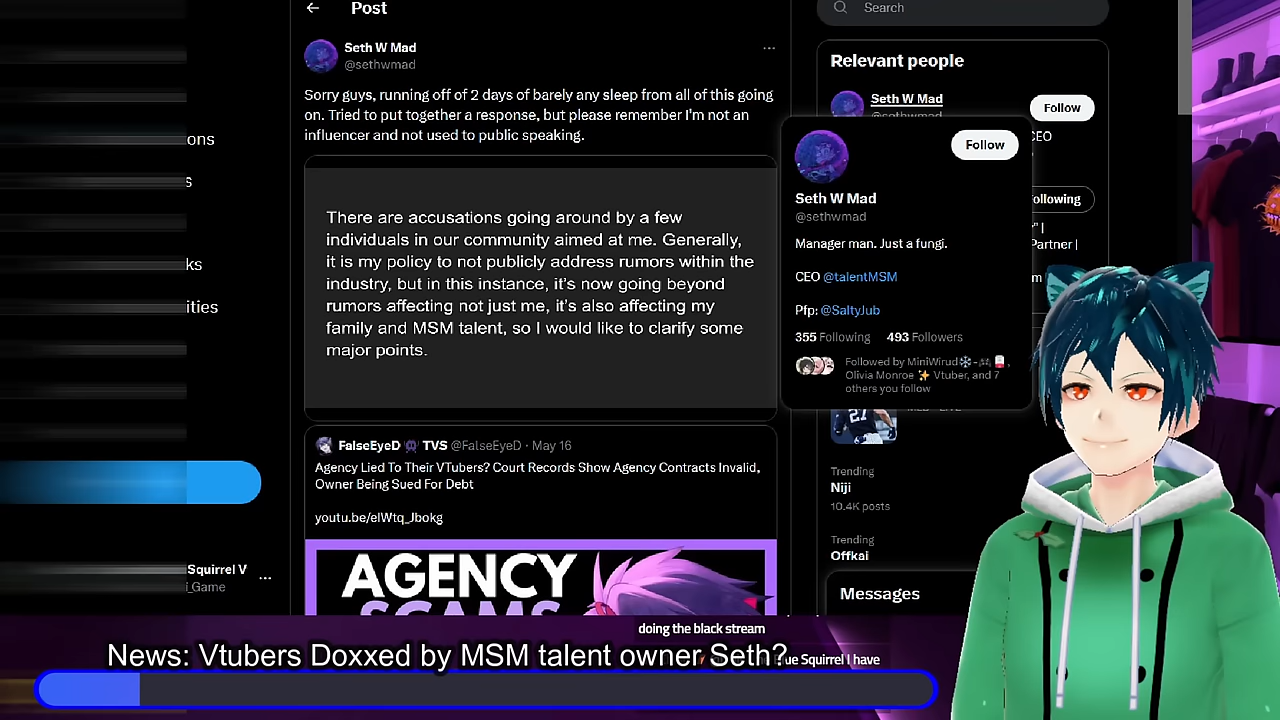 Post
Search
Seth W Mad
@sethwmad
Sorry guys, running off of 2 days of barely any sleep from all of this going
on. Tried to put together a response, but please remember I'm not an
influencer and not used to public speaking.
There are accusations going around by a few
individuals in our community aimed at me. Generally,
it is my policy to not publicly address rumors within the
industry, but in this instance, it's now going beyond
rumors affecting not just me, it's also affecting my
family and MSM talent, so I would like to clarify some
major points.
FalseEyeD TVS @FalseEyeD · May 16
Agency Lied To Their VTubers? Court Records Show Agency Contracts Invalid,
Owner Being Sued For Debt
youtu.be/elWtq_Jbokg
AGENCY
SCAMS
Relevant people
Seth W Mad
@sethwmad
Follow
CEO
ollowing
Partner |
Follow
Seth W Mad
@sethwmad
Manager man. Just a fungi.
CEO @talentMSM
Pfp: @SaltyJub
355 Following 493 Followers
Followed by MiniWirud
Olivia Monroe ✨ Vtuber, and 7
others you follow
27
Trending
Niji
10.4K posts
Trending
Offkai
Messages
ons
s
ks
ities
Squirrel V
i_Game
doing the black stream
ue Squirrel I have
News: Vtubers Doxxed by MSM talent owner Seth?